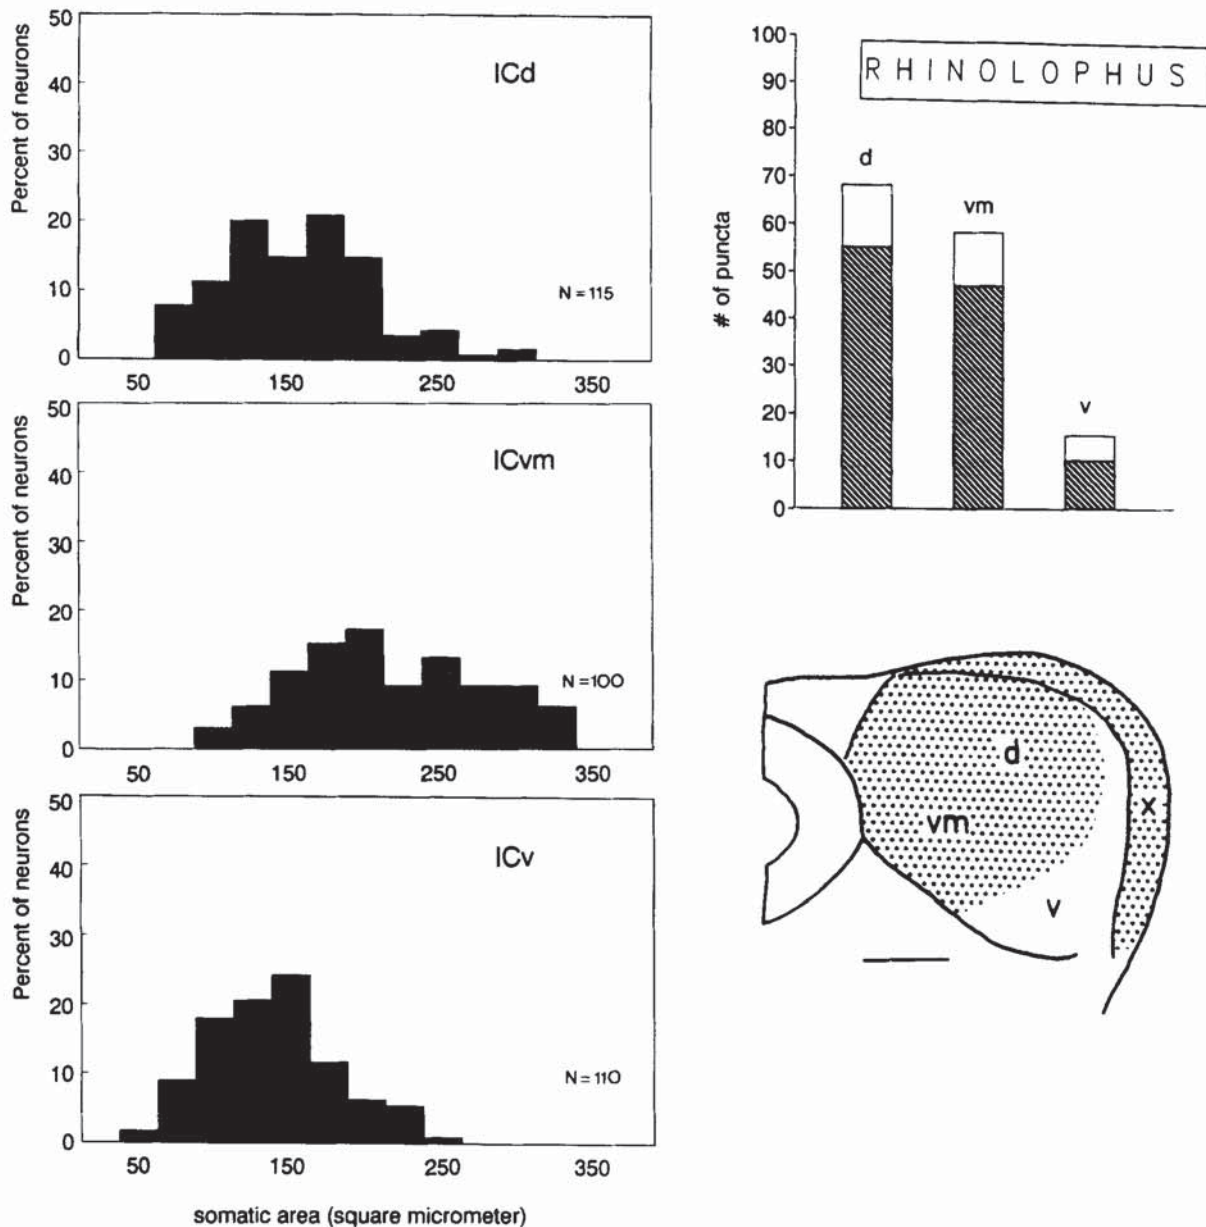 50
40
30
20
10
0
Percent of neurons
ICd
N = 115
50 150 250 350
50
40
30
20
10
0
Percent of neurons
ICvm
N = 100
50 150 250 350
50
40
30
20
10
0
Percent of neurons
ICv
N = 110
50 150 250 350
somatic area (square micrometer)
RHINOLOPHUS
100
90
80
70
60
50
40
30
20
10
0
# of puncta
d
vm
v
d
vm
x
v